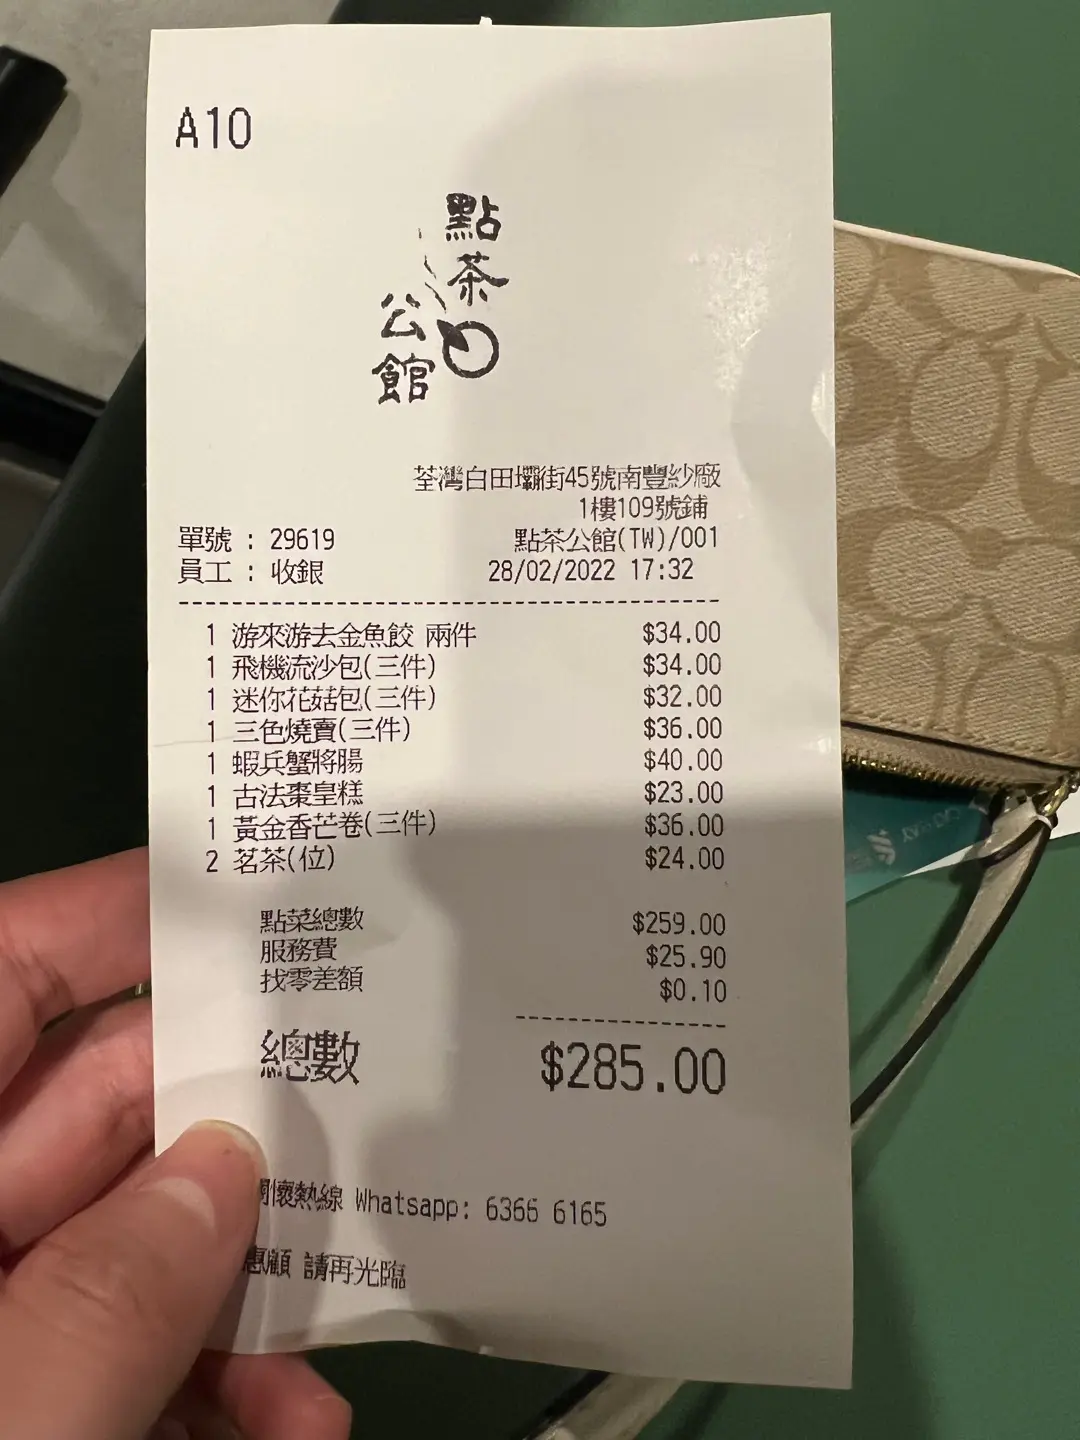 A10
點茶
公館
荃灣白田壩街45號南豐紗廠
1樓109號鋪
單號 : 29619 點茶公館(TW)/001
員工 : 收銀 28/02/2022 17:32
1 游來游去金魚餃 兩件 $34.00
1 飛機流沙包(三件) $34.00
1 迷你花菇包(三件) $32.00
1 三色燒賣(三件) $36.00
1 蝦兵蟹將腸 $40.00
1 古法棗皇糕 $23.00
1 黃金香芒卷(三件) $36.00
2 茗茶(位) $24.00
點菜總數 $259.00
服務費 $25.90
找零差額 $0.10
總數 $285.00
懷熱線 Whatsapp: 6366 6165
惠顧 請再光臨